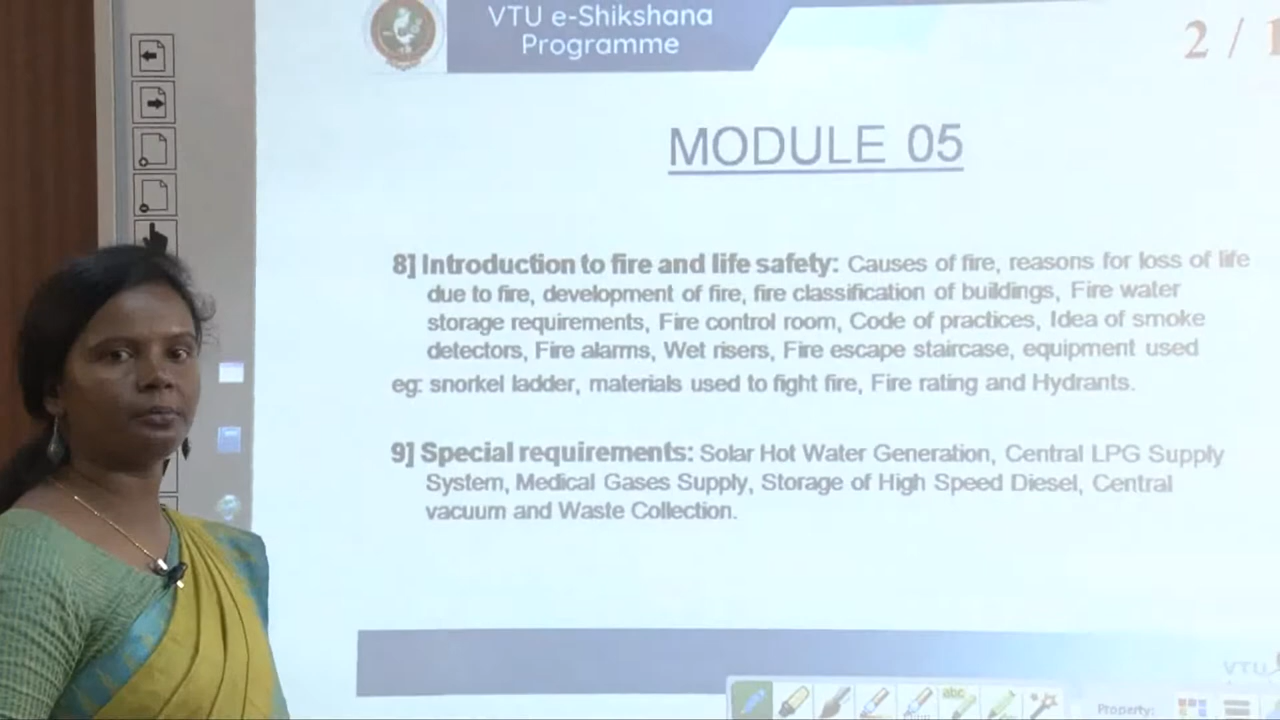 VTU e-Shikshana
Programme
2 / 1
MODULE 05
8] Introduction to fire and life safety: Causes of fire, reasons for loss of life
due to fire, development of fire, fire classification of buildings, Fire water
storage requirements, Fire control room, Code of practices, Idea of smoke
detectors, Fire alarms, Wet risers, Fire escape staircase, equipment used
eg: snorkel ladder, materials used to fight fire, Fire rating and Hydrants.
9] Special requirements: Solar Hot Water Generation, Central LPG Supply
System, Medical Gases Supply, Storage of High Speed Diesel, Central
vacuum and Waste Collection.
VTU
abc
Property: